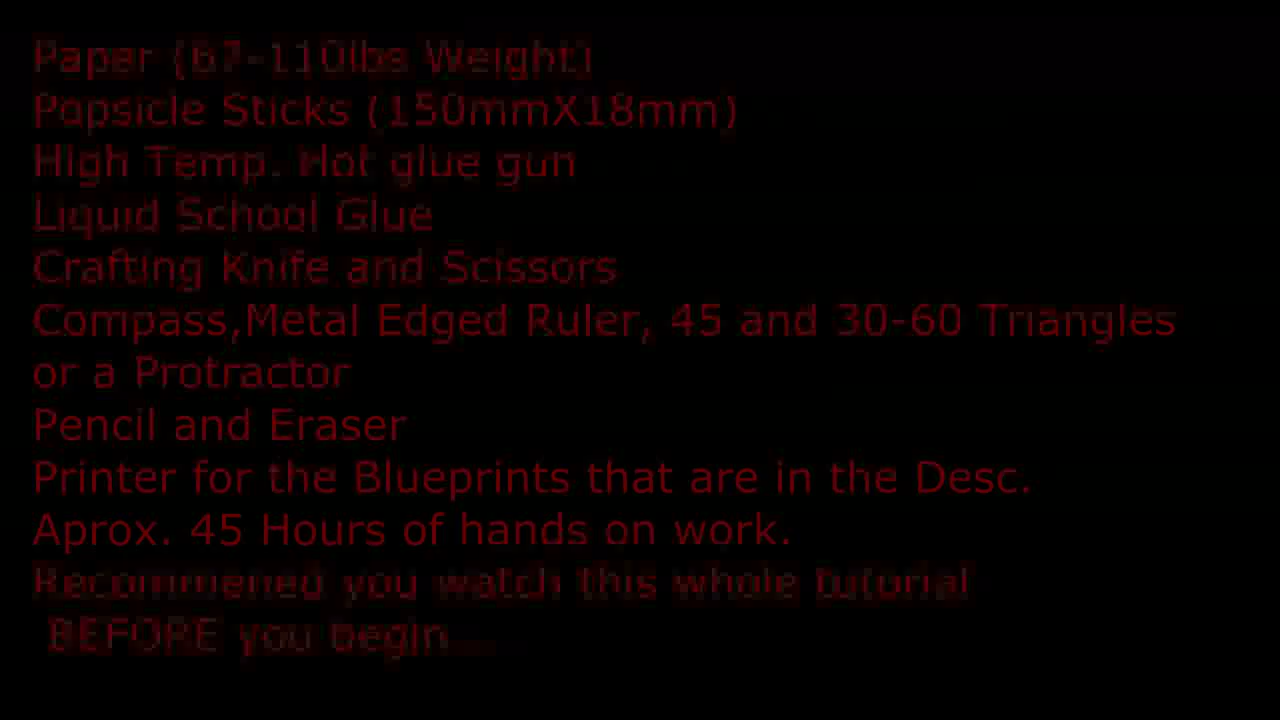 Paper (67-110lbs Weight)
Popsicle Sticks (150mmX18mm)
High Temp. Hot glue gun
Liquid School Glue
Crafting Knife and Scissors
Compass,Metal Edged Ruler, 45 and 30-60 Triangles
or a Protractor
Pencil and Eraser
Printer for the Blueprints that are in the Desc.
Aprox. 45 Hours of hands on work.
Recommened you watch this whole tutorial
BEFORE you begin...